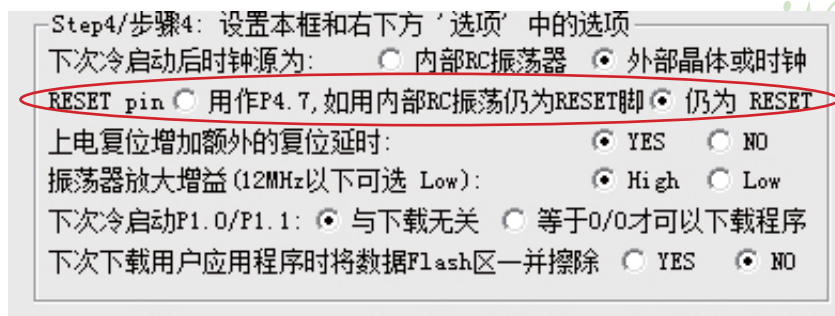 Step4/步骤4: 设置本框和右下方 '选项' 中的选项
下次冷启动后时钟源为: 内部RC振荡器 外部晶体或时钟
RESET pin 用作P4.7,如用内部RC振荡仍为RESET脚 仍为 RESET
上电复位增加额外的复位延时: YES NO
振荡器放大增益(12MHz以下可选 Low): High Low
下次冷启动P1.0/P1.1: 与下载无关 等于0/0才可以下载程序
下次下载用户应用程序时将数据Flash区一并擦除 YES NO